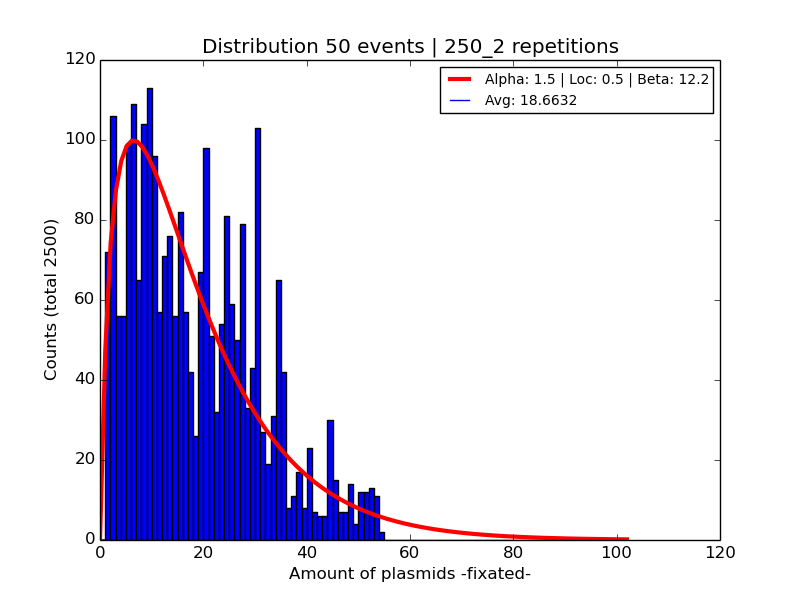 Distribution 50 events | 250_2 repetitions
Alpha: 1.5 | Loc: 0.5 | Beta: 12.2
Avg: 18.6632
120
100
80
60
40
20
0
Counts (total 2500)
0 20 40 60 80 100 120
Amount of plasmids -fixated-